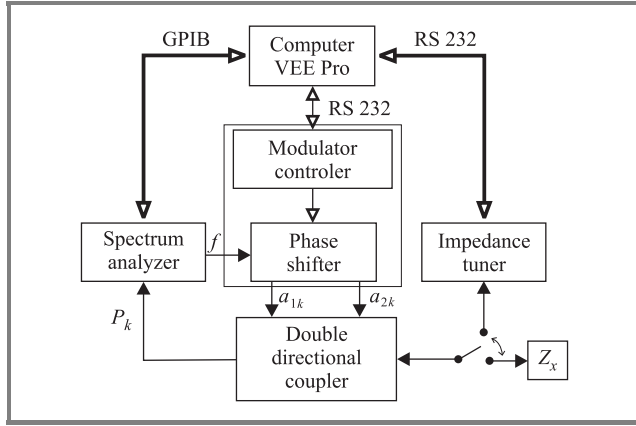 GPIB
Computer
VEE Pro
RS 232
RS 232
Modulator
controler
Spectrum
analyzer
f
Phase
shifter
Impedance
tuner
a1k
a2k
Pk
Double
directional
coupler
Zx